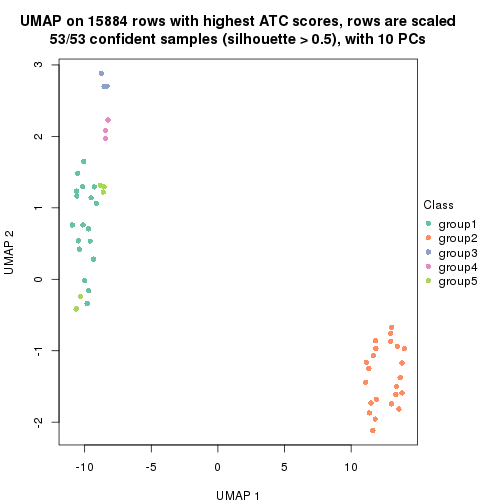 UMAP on 15884 rows with highest ATC scores, rows are scaled
53/53 confident samples (silhouette > 0.5), with 10 PCs
3
2
1
0
-1
-2
UMAP 2
-10
-5
0
5
10
UMAP 1
Class
group1
group2
group3
group4
group5